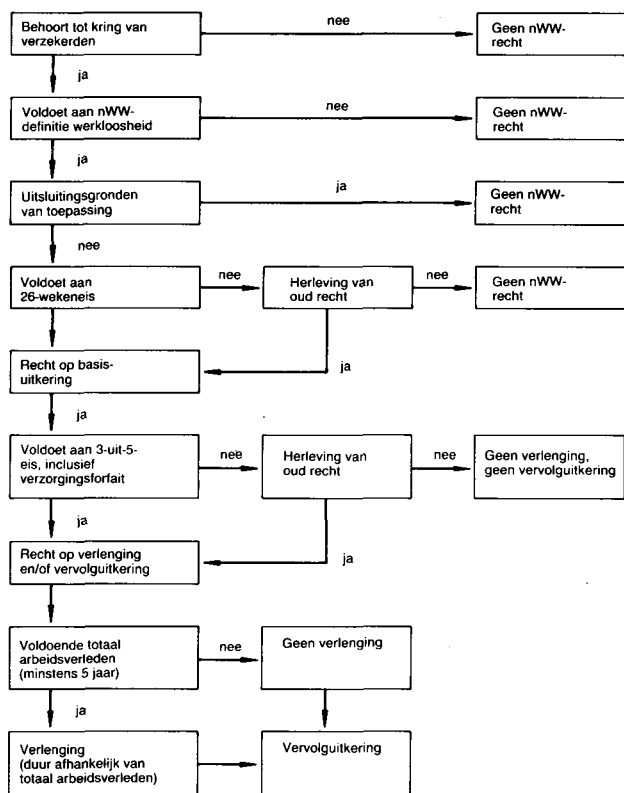 Behoort tot kring van
verzekerden
nee
Geen nWW-
recht
ja
Voldoet aan nWW-
definitie werkloosheid
nee
Geen nWW-
recht
ja
Uitsluitingsgronden
van toepassing
ja
Geen nWW-
recht
nee
Voldoet aan
26-wekeneis
nee
Herleving van
oud recht
nee
Geen nWW-
recht
ja
Recht op basis-
uitkering
ja
Voldoet aan 3-uit-5-
eis, inclusief
verzorgingsforfait
nee
Herleving van
oud recht
nee
Geen verlenging,
geen vervolguitkering
ja
ja
Recht op verlenging
en/of vervolguitkering
Voldoende totaal
arbeidsverleden
(minstens 5 jaar)
nee
Geen verlenging
ja
Verlenging
(duur afhankelijk van
totaal arbeidsverleden)
Vervolguitkering